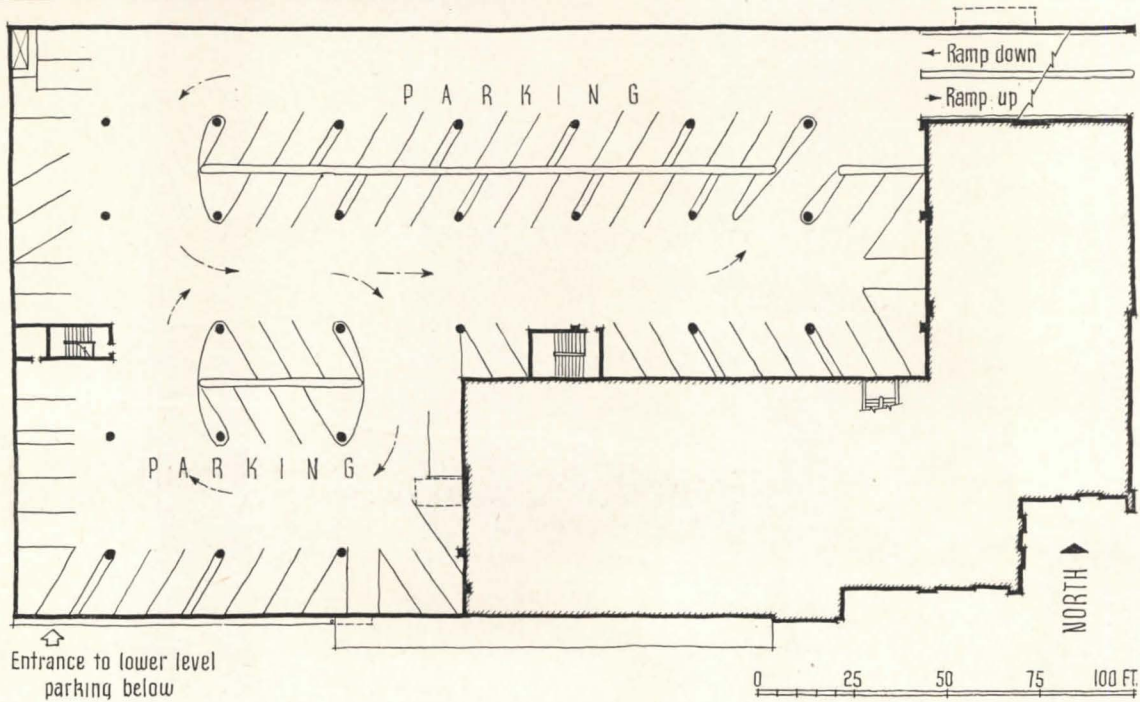 Ramp down
PARKING
Ramp up
PARKING
NORTH
Entrance to lower level
parking below
0 25 50 75 100 FT.